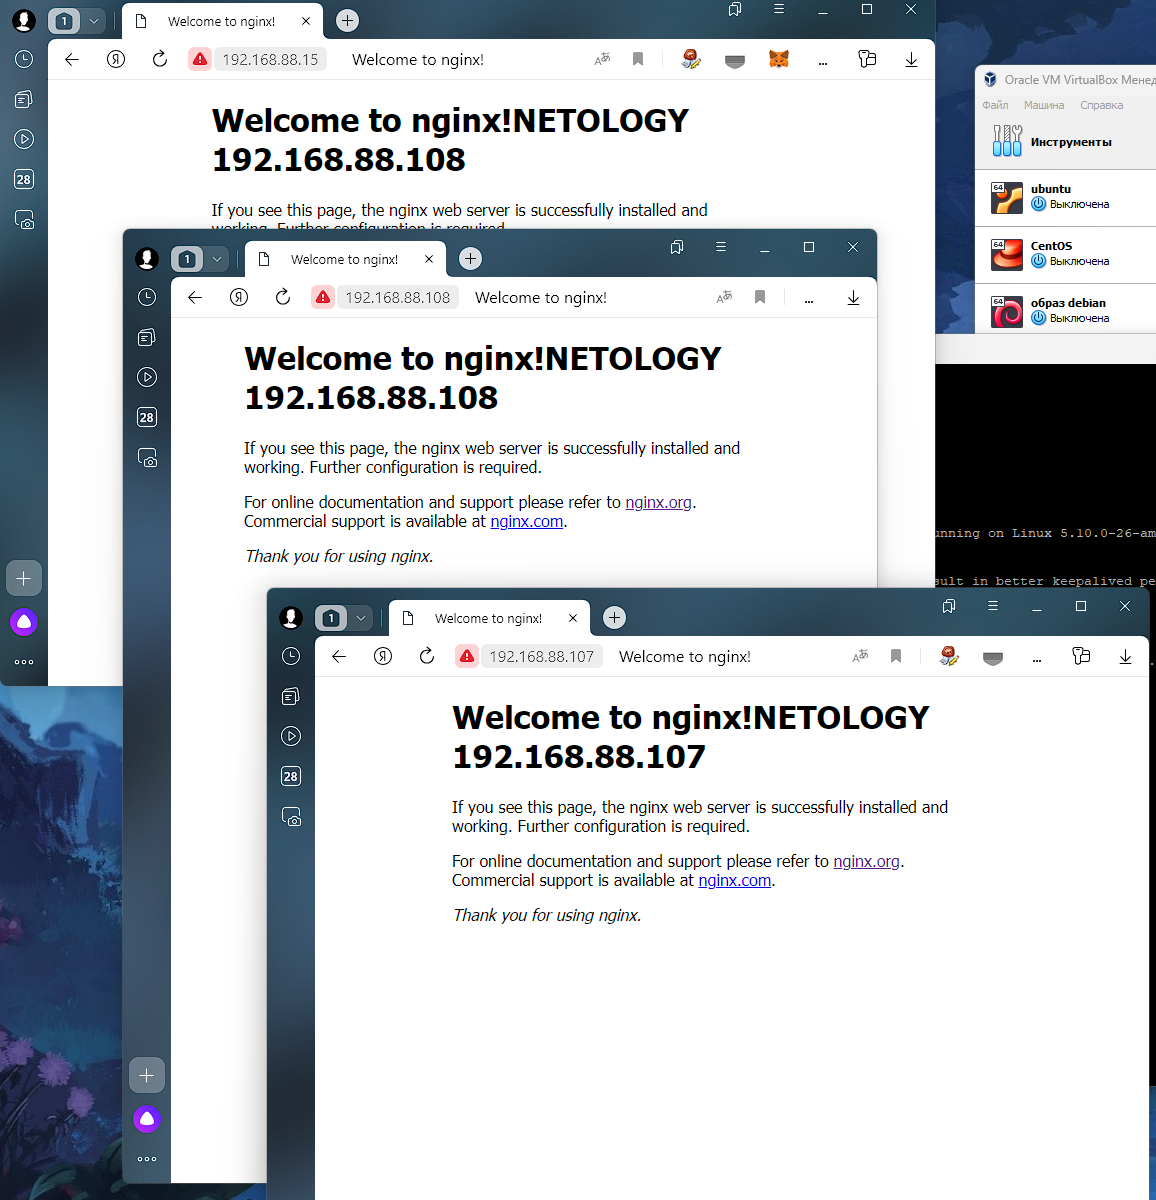 1
Welcome to nginx!
192.168.88.15
Welcome to nginx!
28
Welcome to nginx!NETOLOGY
192.168.88.108
If you see this page, the nginx web server is successfully installed and
working. Further configuration is required.
Oracle VM VirtualBox Менед
Файл Машина Справка
Инструменты
64
ubuntu
Выключена
64
CentOS
Выключена
64
образ debian
Выключена
1
Welcome to nginx!
192.168.88.108
Welcome to nginx!
28
Welcome to nginx!NETOLOGY
192.168.88.108
If you see this page, the nginx web server is successfully installed and
working. Further configuration is required.
For online documentation and support please refer to nginx.org.
Commercial support is available at nginx.com.
Thank you for using nginx.
unning on Linux 5.10.0-26-am
sult in better keepalived pe
1
Welcome to nginx!
192.168.88.107
Welcome to nginx!
28
Welcome to nginx!NETOLOGY
192.168.88.107
If you see this page, the nginx web server is successfully installed and
working. Further configuration is required.
For online documentation and support please refer to nginx.org.
Commercial support is available at nginx.com.
Thank you for using nginx.